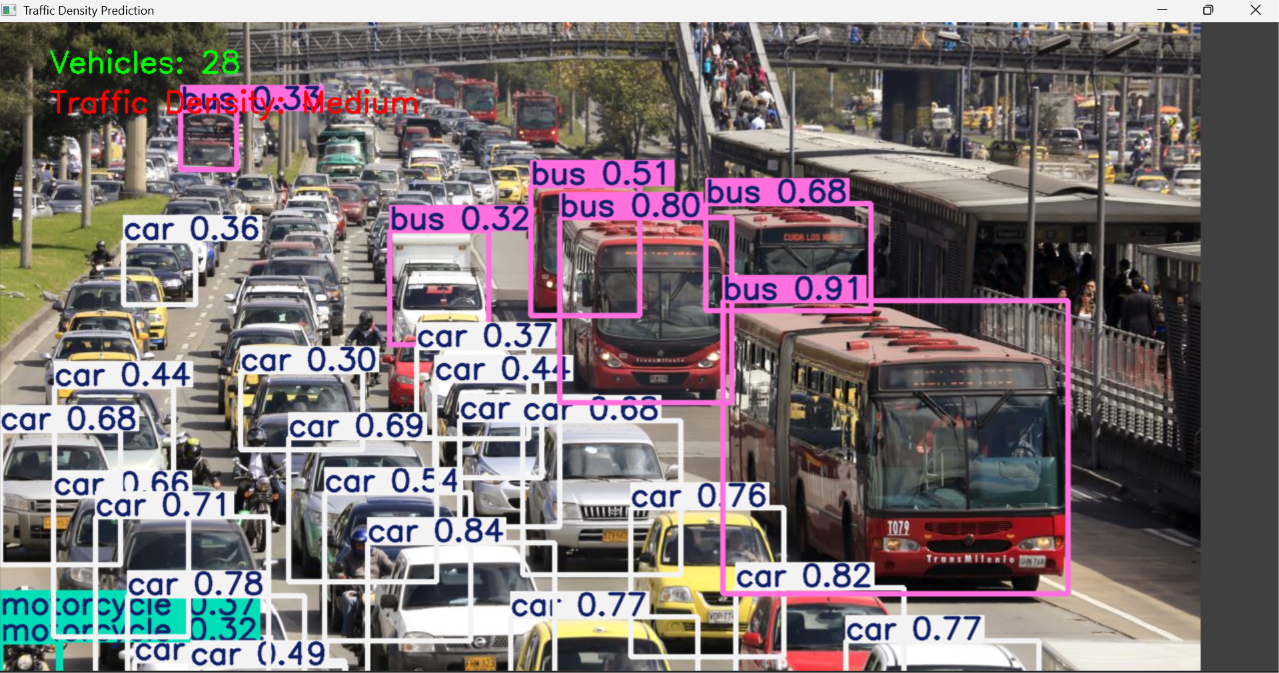 Traffic Density Prediction
Vehicles: 28
bus 0.33
Traffic Density: Medium
bus 0.51
bus 0.68
bus 0.80
bus 0.32
car 0.36
bus 0.91
car 0.37
car 0.30
car 0.44
car 0.44
car car 0.68
car 0.68
car 0.69
car 0.66
car 0.54
car 0.71
car 0.76
car 0.84
T079
TransMilenio
TransMilenio
car 0.78
car 0.82
motorcycle 0.37
car 0.77
motorcycle 0.32
car 0.77
car car 0.49